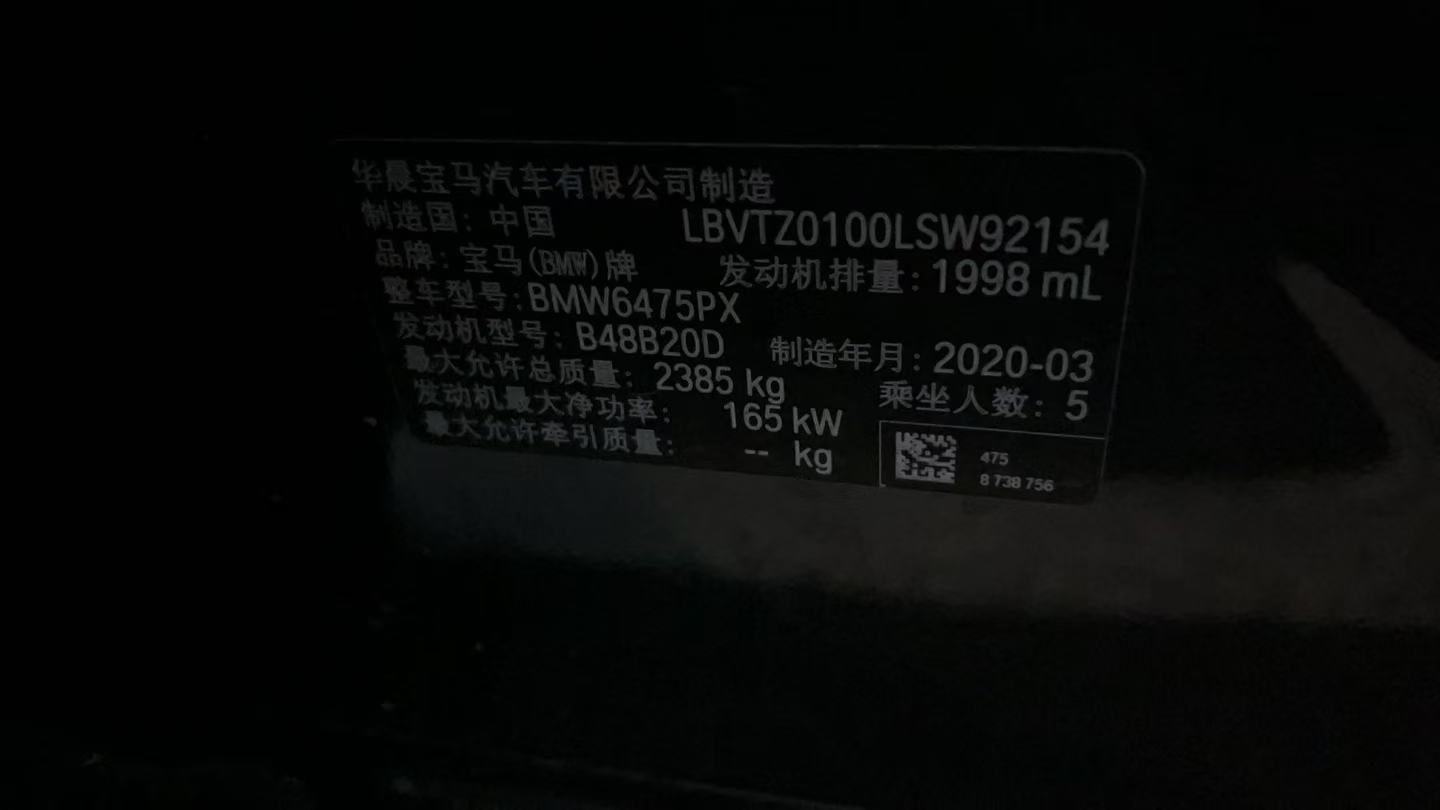 华晨宝马汽车有限公司制造
制造国：中国 LBVTZ0100LSW92154
品牌：宝马(BMW)牌 发动机排量：1998 mL
整车型号：BMW6475PX
发动机型号：B48B20D 制造年月：2020-03
最大允许总质量：2385 kg 乘坐人数：5
发动机最大净功率：165 kW
最大允许牵引质量：-- kg
475
8 738 756